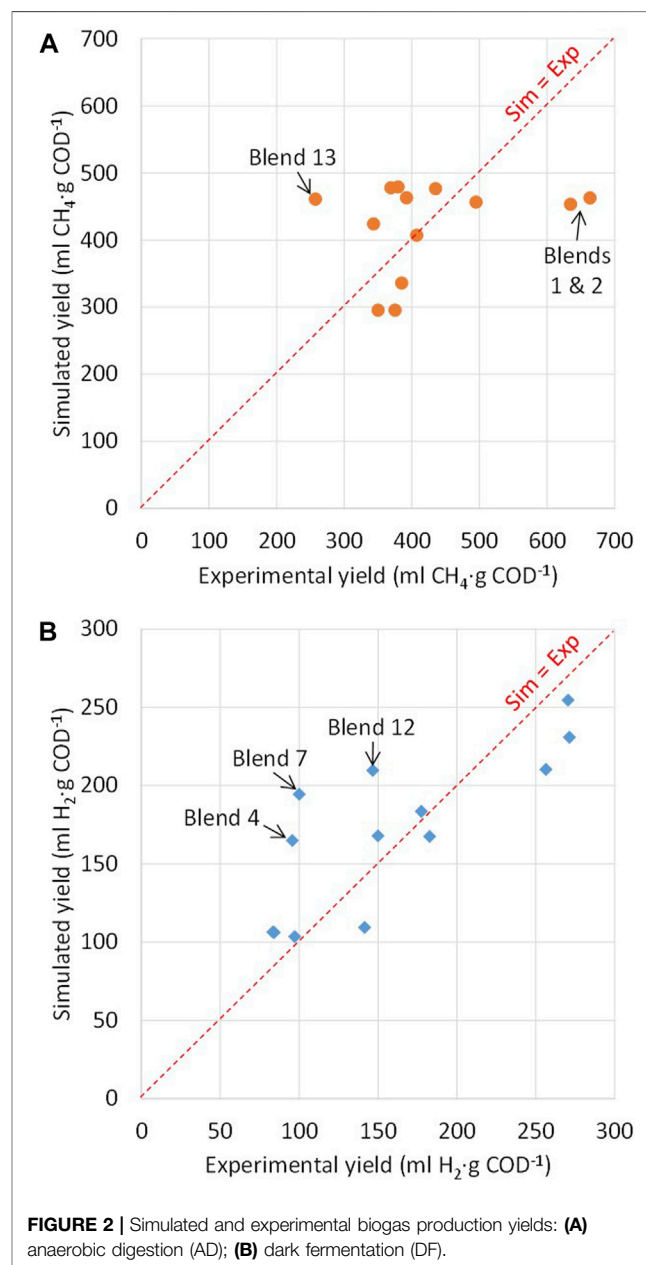 A
700
600
500
400
300
200
100
0
Simulated yield (ml CH₄·g COD⁻¹)
Sim = Exp
Blend 13
Blends
1 & 2
0 100 200 300 400 500 600 700
Experimental yield (ml CH₄·g COD⁻¹)
B
300
250
200
150
100
50
0
Simulated yield (ml H₂·g COD⁻¹)
Sim = Exp
Blend 12
Blend 7
Blend 4
0 50 100 150 200 250 300
Experimental yield (ml H₂·g COD⁻¹)
FIGURE 2 | Simulated and experimental biogas production yields: (A)
anaerobic digestion (AD); (B) dark fermentation (DF).